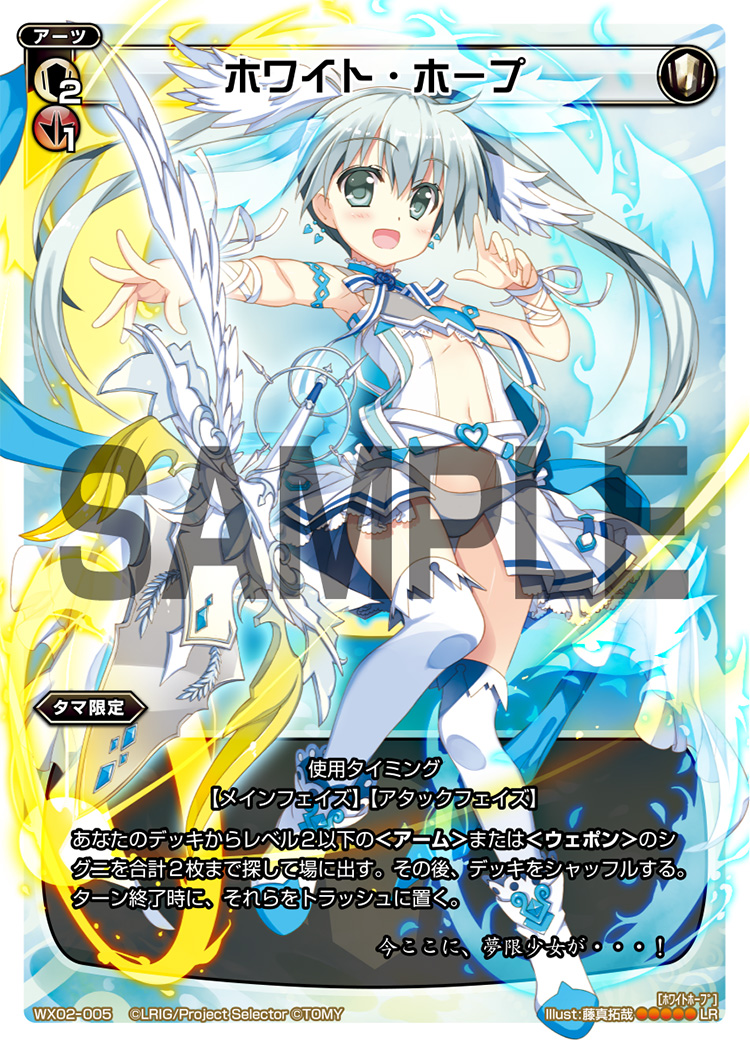 アーツ
ホワイト・ホープ
2
1
SAMPLE
タマ限定
使用タイミング
【メインフェイズ】【アタックフェイズ】
あなたのデッキからレベル２以下の＜アーム＞または＜ウェポン＞のシ
グニを合計２枚まで探して場に出す。その後、デッキをシャッフルする。
ターン終了時に、それらをトラッシュに置く。
今ここに、夢限少女が・・・！
[ホワイトホープ]
WX02-005 ©LRIG/Project Selector ©TOMY Illust:藤真拓哉 LR